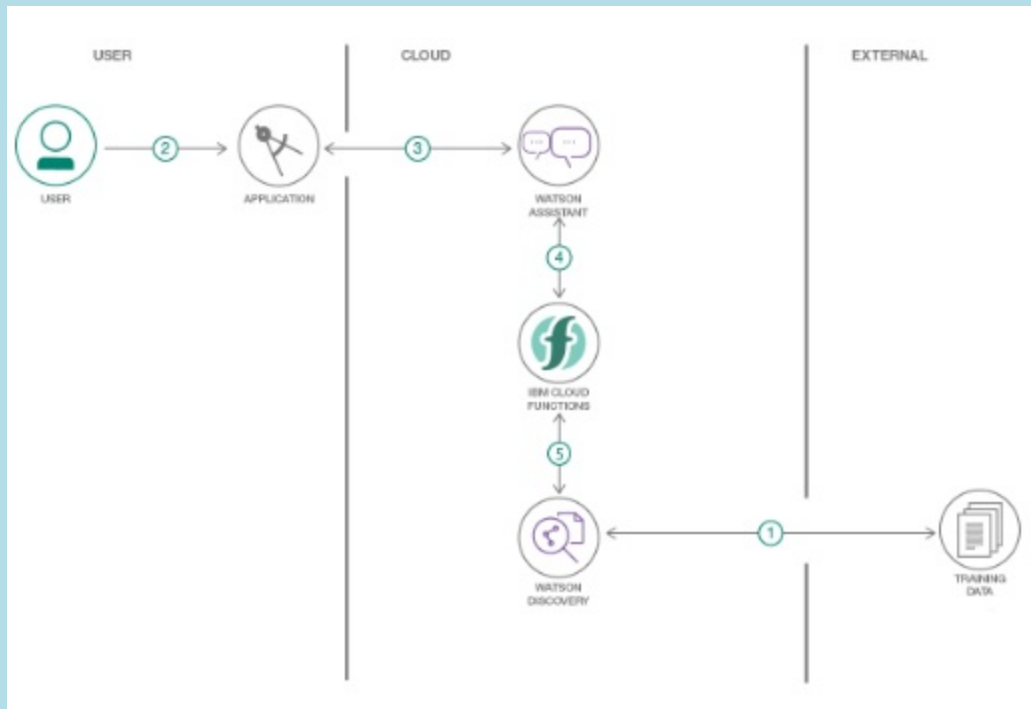 USER
CLOUD
EXTERNAL
2
3
USER
APPLICATION
WATSON
ASSISTANT
4
IBM CLOUD
FUNCTIONS
5
1
WATSON
DISCOVERY
TRAINING
DATA